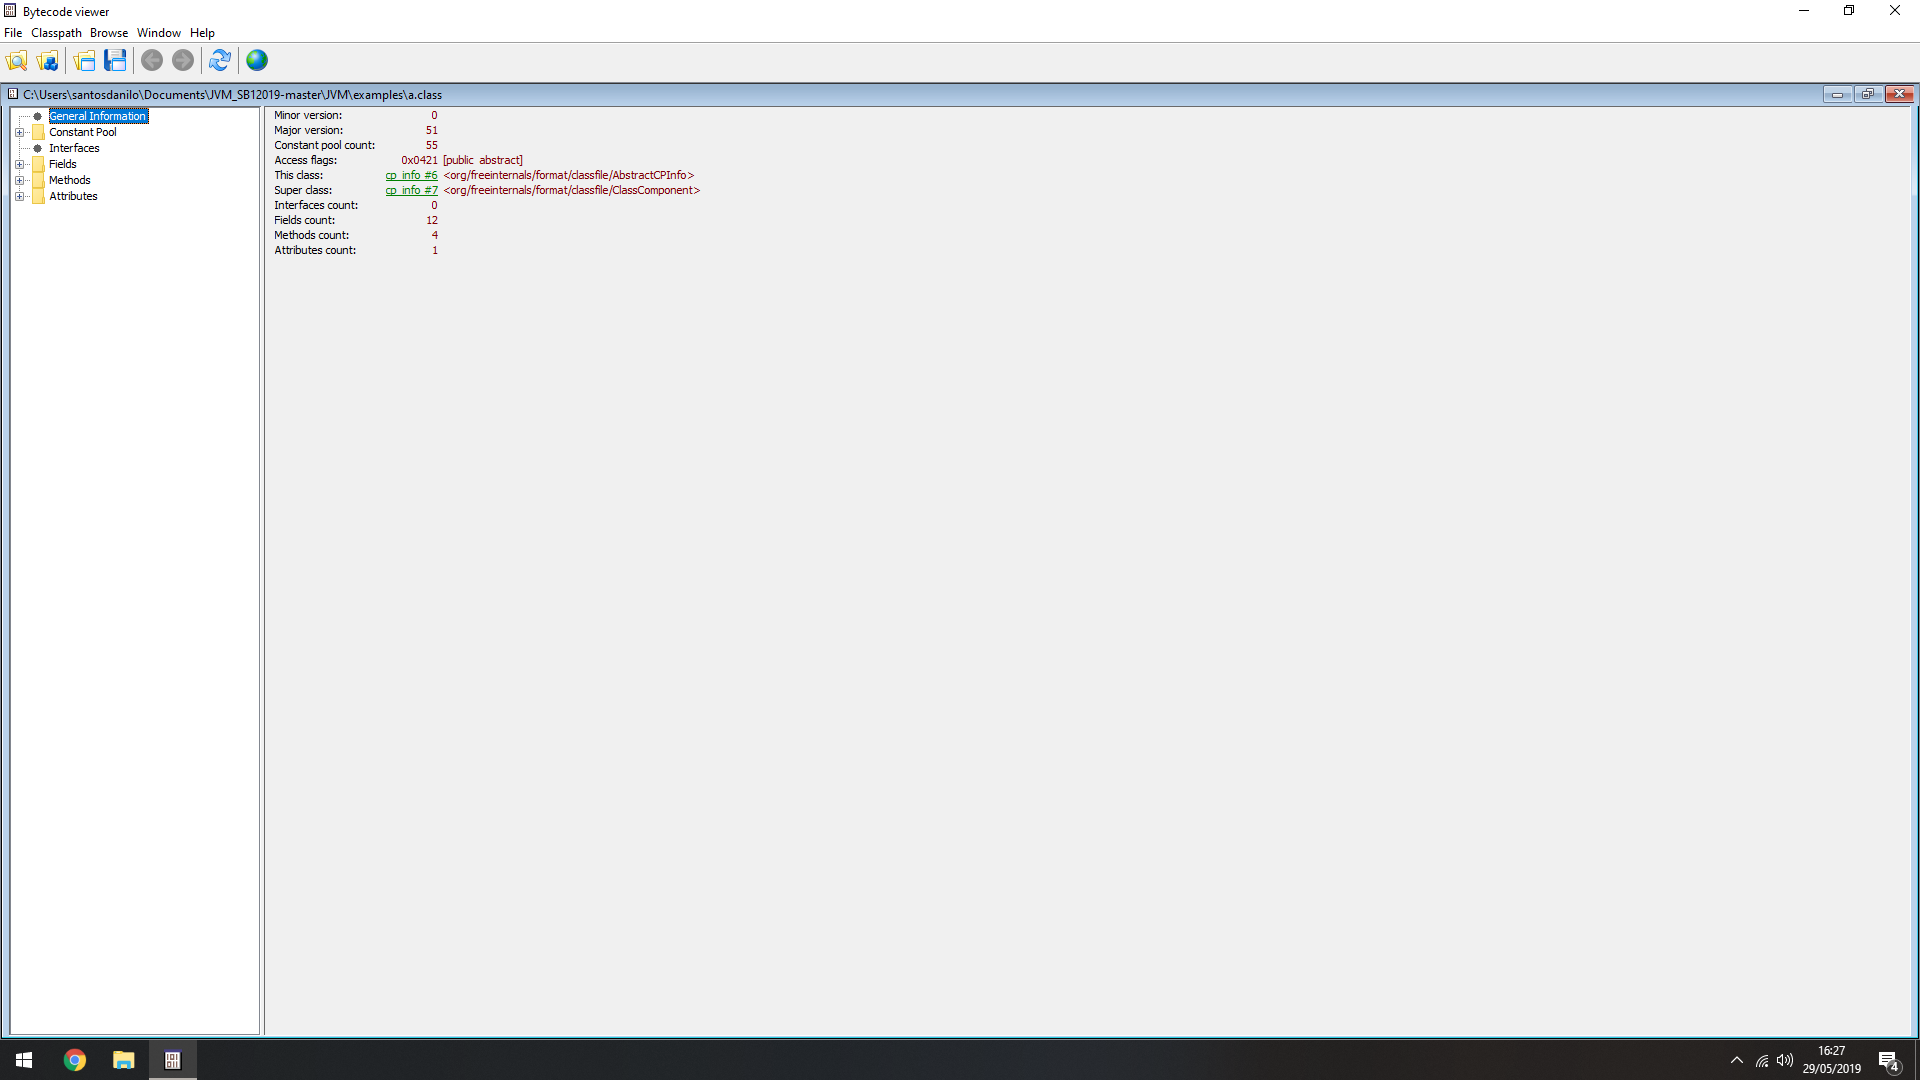 Bytecode viewer
File Classpath Browse Window Help
C:\Users\santosdanilo\Documents\JVM_SB12019-master\JVM\examples\a.class
General Information
Constant Pool
Interfaces
Fields
Methods
Attributes
Minor version: 0
Major version: 51
Constant pool count: 55
Access flags: 0x0421 [public abstract]
This class: cp_info #6 <org/freeinternals/format/classfile/AbstractCPInfo>
Super class: cp_info #7 <org/freeinternals/format/classfile/ClassComponent>
Interfaces count: 0
Fields count: 12
Methods count: 4
Attributes count: 1
16:27
29/05/2019
4